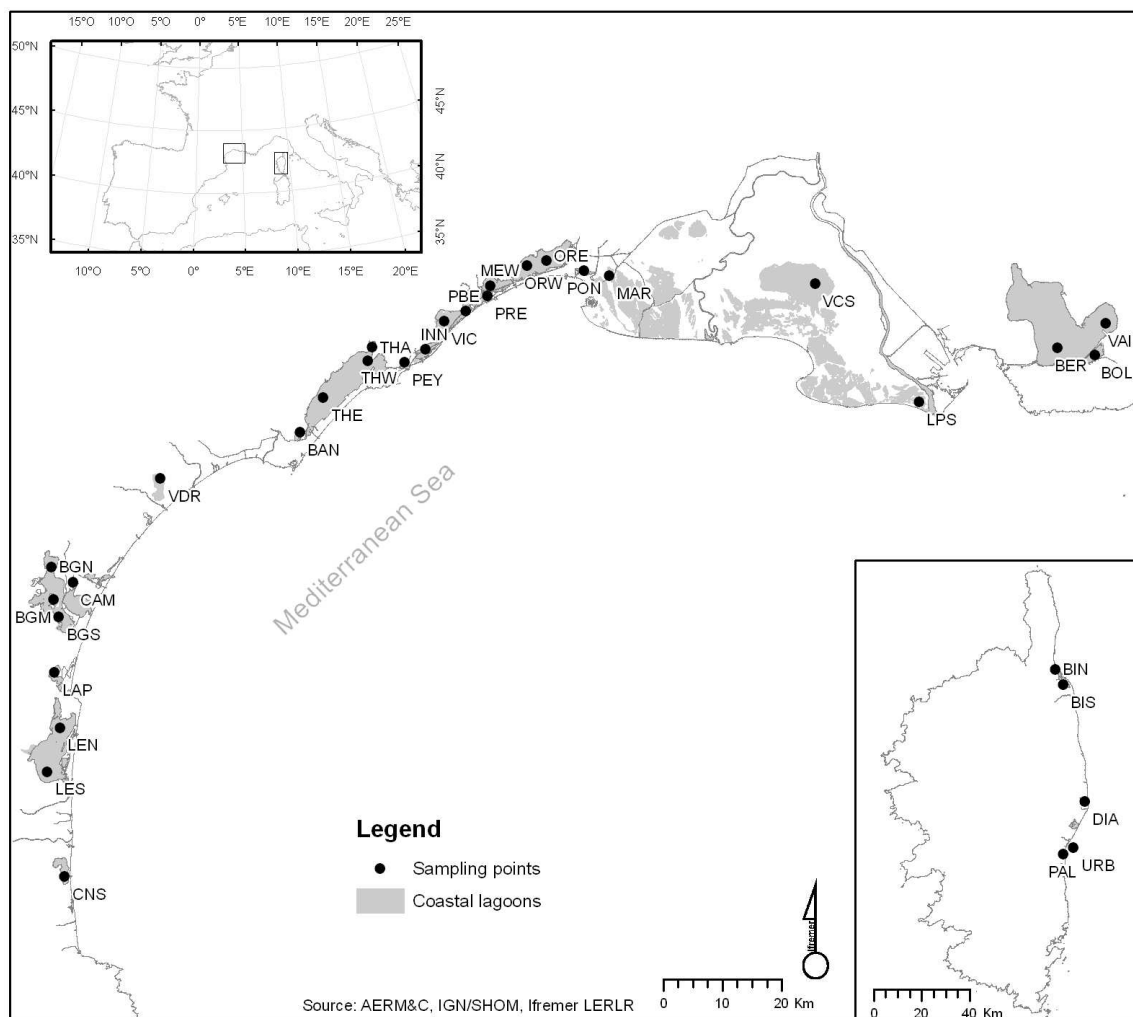 15°O 10°O 5°O 0° 5°E 10°E 15°E 20°E 25°E
50°N
45°N
40°N
35°N
45°N
40°N
35°N
10°O 5°O 0° 5°E 10°E 15°E 20°E
ORE
MEW
ORW
PON
MAR
VCS
PBE
PRE
INN
VIC
VAI
THA
BER
BOL
THW
PEY
THE
LPS
BAN
VDR
Mediterranean Sea
BGN
CAM
BGM
BGS
LAP
LEN
LES
CNS
BIN
BIS
DIA
URB
PAL
Legend
Sampling points
Coastal lagoons
Ifremer
0 10 20 Km
0 20 40 Km
Source: AERM&C, IGN/SHOM, Ifremer LERLR